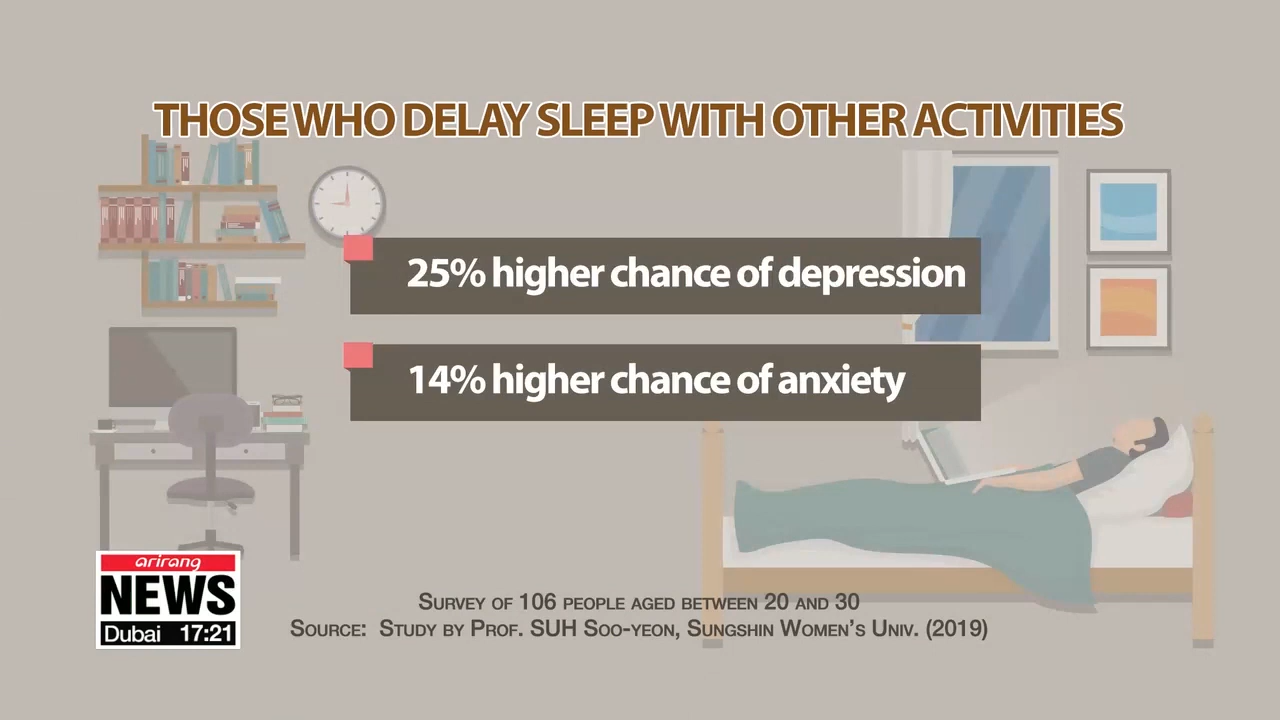 THOSE WHO DELAY SLEEP WITH OTHER ACTIVITIES
25% higher chance of depression
14% higher chance of anxiety
SURVEY OF 106 PEOPLE AGED BETWEEN 20 AND 30
SOURCE: STUDY BY PROF. SUH SOO-YEON, SUNGSHIN WOMEN'S UNIV. (2019)
arirang
NEWS
Dubai 17:21